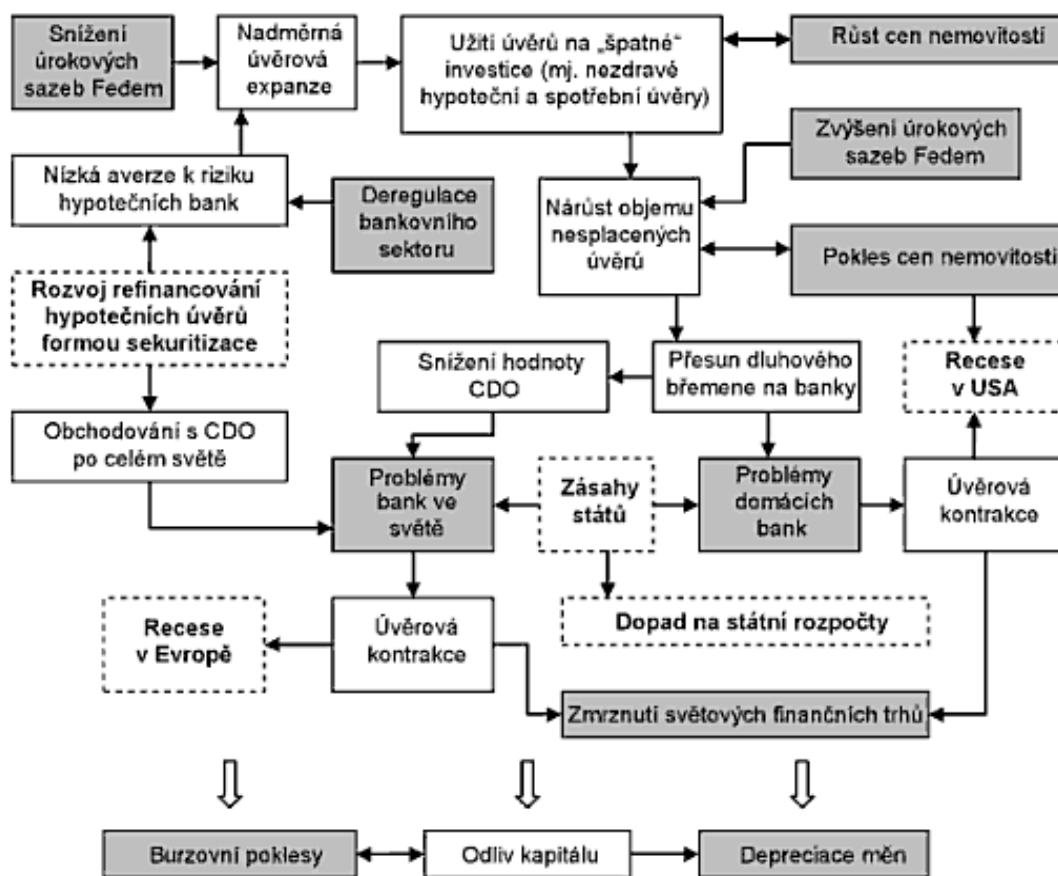 Snížení
úrokových
sazeb Fedem
Nadměrná
úvěrová
expanze
Užití úvěrů na „špatné“
investice (mj. nezdravé
hypoteční a spotřební úvěry)
Růst cen nemovitostí
Zvýšení úrokových
sazeb Fedem
Nízká averze k riziku
hypotečních bank
Deregulace
bankovního
sektoru
Nárůst objemu
nesplacených
úvěrů
Pokles cen nemovitostí
Rozvoj refinancování
hypotečních úvěrů
formou sekuritizace
Snížení hodnoty
CDO
Přesun dluhového
břemene na banky
Recese
v USA
Obchodování s CDO
po celém světě
Problémy
bank ve
světě
Zásahy
států
Problémy
domácích
bank
Úvěrová
kontrakce
Recese
v Evropě
Úvěrová
kontrakce
Dopad na státní rozpočty
Zmrznutí světových finančních trhů
Burzovní poklesy
Odliv kapitálu
Depreciace měn